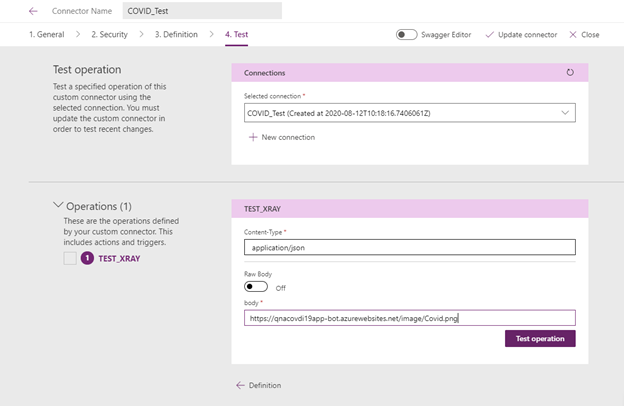 Connector Name COVID_Test
1. General 2. Security 3. Definition 4. Test Swagger Editor Update connector Close
Test operation
Test a specified operation of this
custom connector using the
selected connection. You must
update the custom connector in
order to test recent changes.
Connections
Selected connection *
COVID_Test (Created at 2020-08-12T10:18:16.7406061Z)
New connection
Operations (1)
These are the operations defined
by your custom connector. This
includes actions and triggers.
1 TEST_XRAY
TEST_XRAY
Content-Type *
application/json
Raw Body
Off
body *
https://qnacovdi19app-bot.azurewebsites.net/image/Covid.png
Test operation
Definition